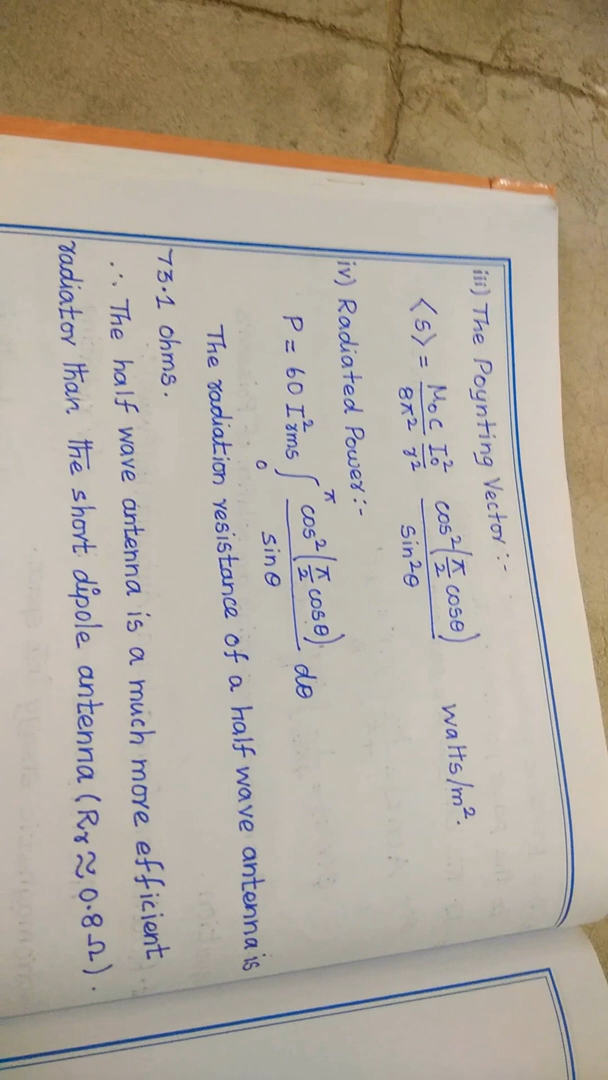 iii) The Poynting Vector :-
⟨S⟩ = μ₀c/8π² I₀²/r² cos²(π/2 cosθ)/sin²θ watts/m².
iv) Radiated Power:-
P = 60 I²rms ∫₀^π cos²(π/2 cosθ)/sinθ dθ
The radiation resistance of a half wave antenna is
73.1 ohms.
∴ The half wave antenna is a much more efficient
radiator than the short dipole antenna (Rr ≈ 0.8Ω).